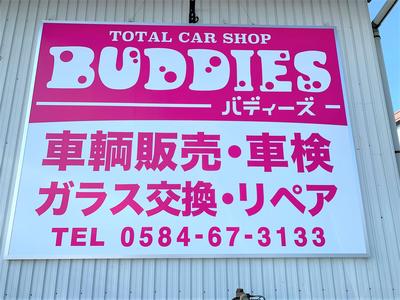 TOTAL CAR SHOP
BUDDIES
バディーズ
車輌販売・車検
ガラス交換・リペア
TEL 0584-67-3133